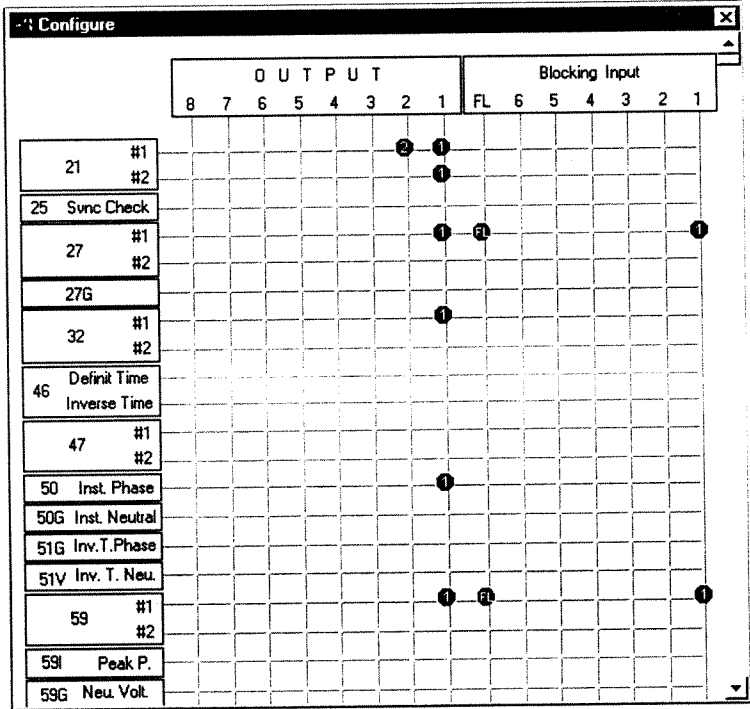 Configure
O U T P U T Blocking Input
8 7 6 5 4 3 2 1 FL 6 5 4 3 2 1
21 #1 2 1
#2 1
25 Sync Check
27 #1 1 FL 1
#2
27G
32 #1 1
#2
46 Definit Time
Inverse Time
47 #1
#2
50 Inst. Phase 1
50G Inst. Neutral
51G Inv.T.Phase
51V Inv. T. Neu.
59 #1 1 FL 1
#2
59I Peak P.
59G Neu. Volt.